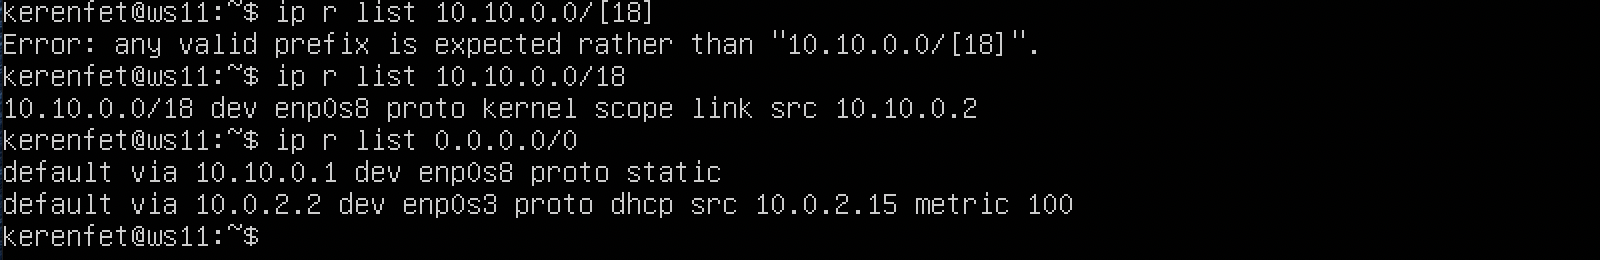 kerenfet@ws11:~$ ip r list 10.10.0.0/[18]
Error: any valid prefix is expected rather than "10.10.0.0/[18]".
kerenfet@ws11:~$ ip r list 10.10.0.0/18
10.10.0.0/18 dev enp0s8 proto kernel scope link src 10.10.0.2
kerenfet@ws11:~$ ip r list 0.0.0.0/0
default via 10.10.0.1 dev enp0s8 proto static
default via 10.0.2.2 dev enp0s3 proto dhcp src 10.0.2.15 metric 100
kerenfet@ws11:~$